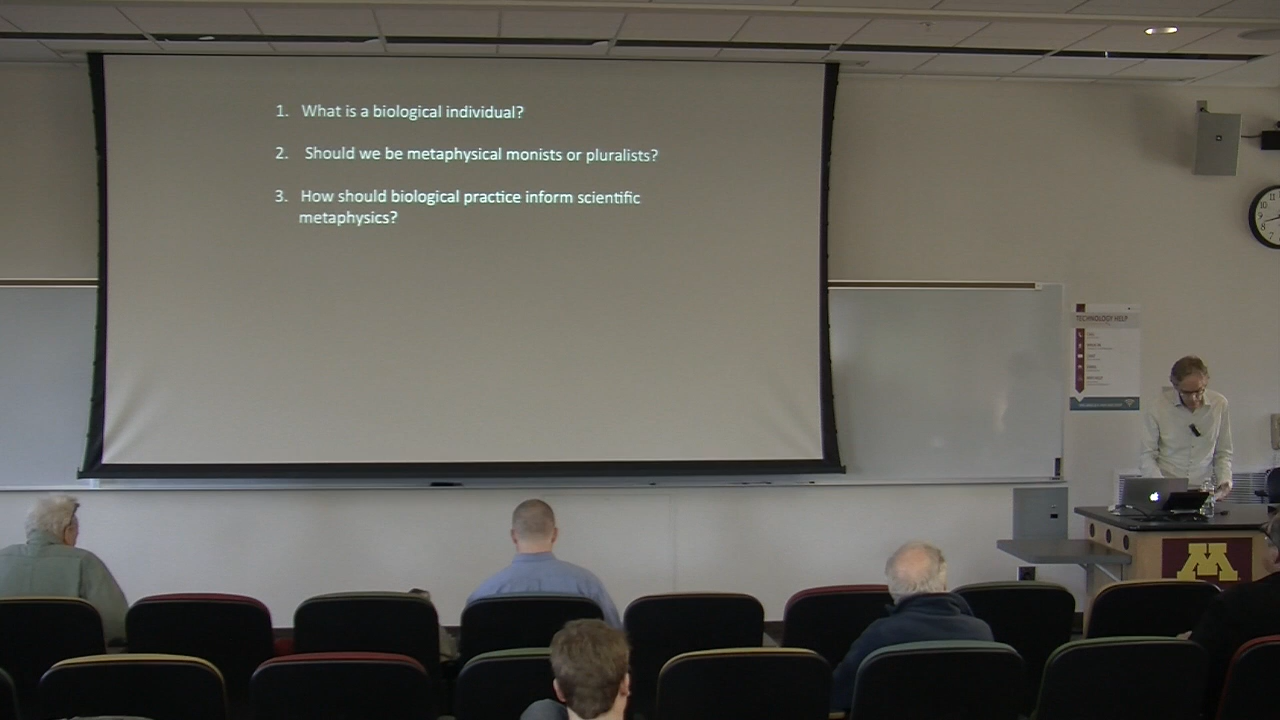 1. What is a biological individual?
2. Should we be metaphysical monists or pluralists?
3. How should biological practice inform scientific
metaphysics?
TECHNOLOGY HELP
M